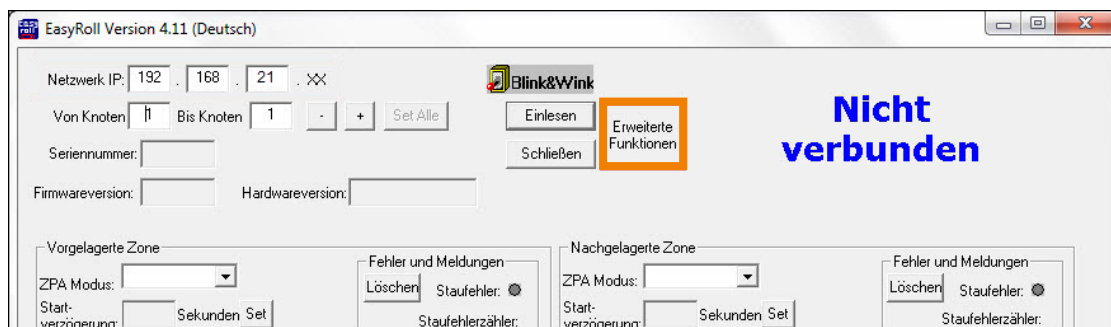 EasyRoll Version 4.11 (Deutsch)
Netzwerk IP: 192 . 168 . 21 . XX
Blink&Wink
Von Knoten 1 Bis Knoten 1 - + Set Alle
Einlesen
Erweiterte
Funktionen
Nicht
verbunden
Seriennummer:
Schließen
Firmwareversion: Hardwareversion:
Vorgelagerte Zone
Fehler und Meldungen
ZPA Modus:
Löschen Staufehler:
Start-
verzögerung: Sekunden Set
Staufehlerzähler:
Nachgelagerte Zone
Fehler und Meldungen
ZPA Modus:
Löschen Staufehler:
Start-
verzögerung: Sekunden Set
Staufehlerzähler: